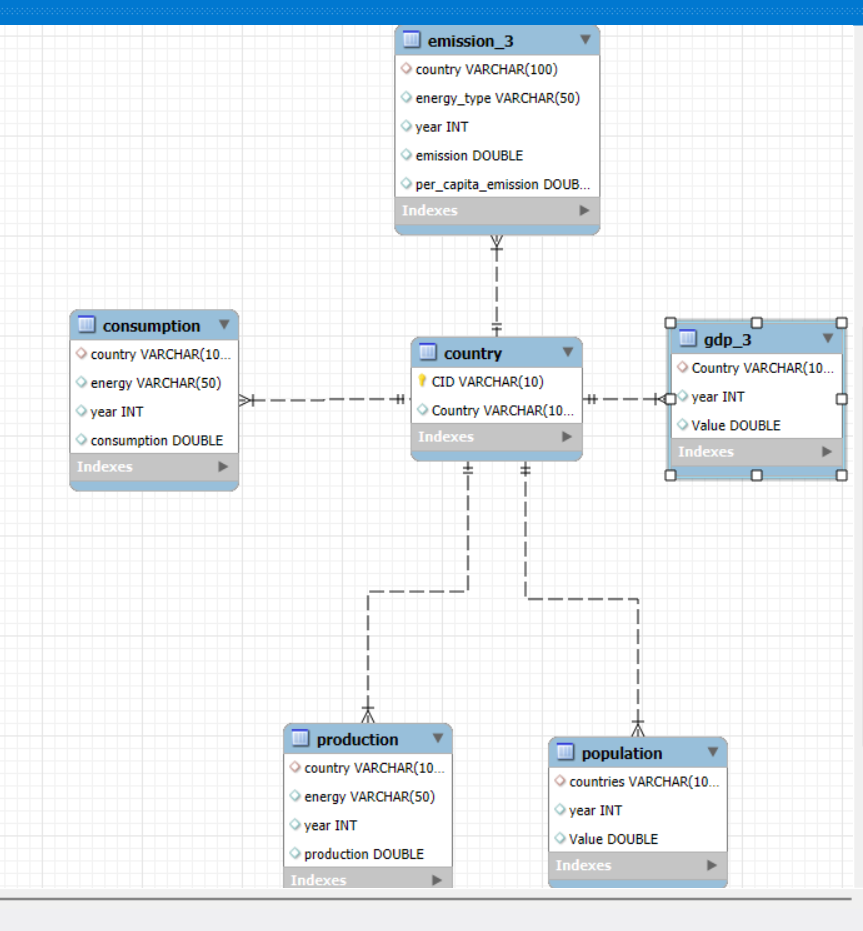 emission_3
country VARCHAR(100)
energy_type VARCHAR(50)
year INT
emission DOUBLE
per_capita_emission DOUB...
Indexes
consumption
country VARCHAR(10...
energy VARCHAR(50)
year INT
consumption DOUBLE
Indexes
country
CID VARCHAR(10)
Country VARCHAR(10...
Indexes
gdp_3
Country VARCHAR(10...
year INT
Value DOUBLE
Indexes
production
country VARCHAR(10...
energy VARCHAR(50)
year INT
production DOUBLE
Indexes
population
countries VARCHAR(10...
year INT
Value DOUBLE
Indexes